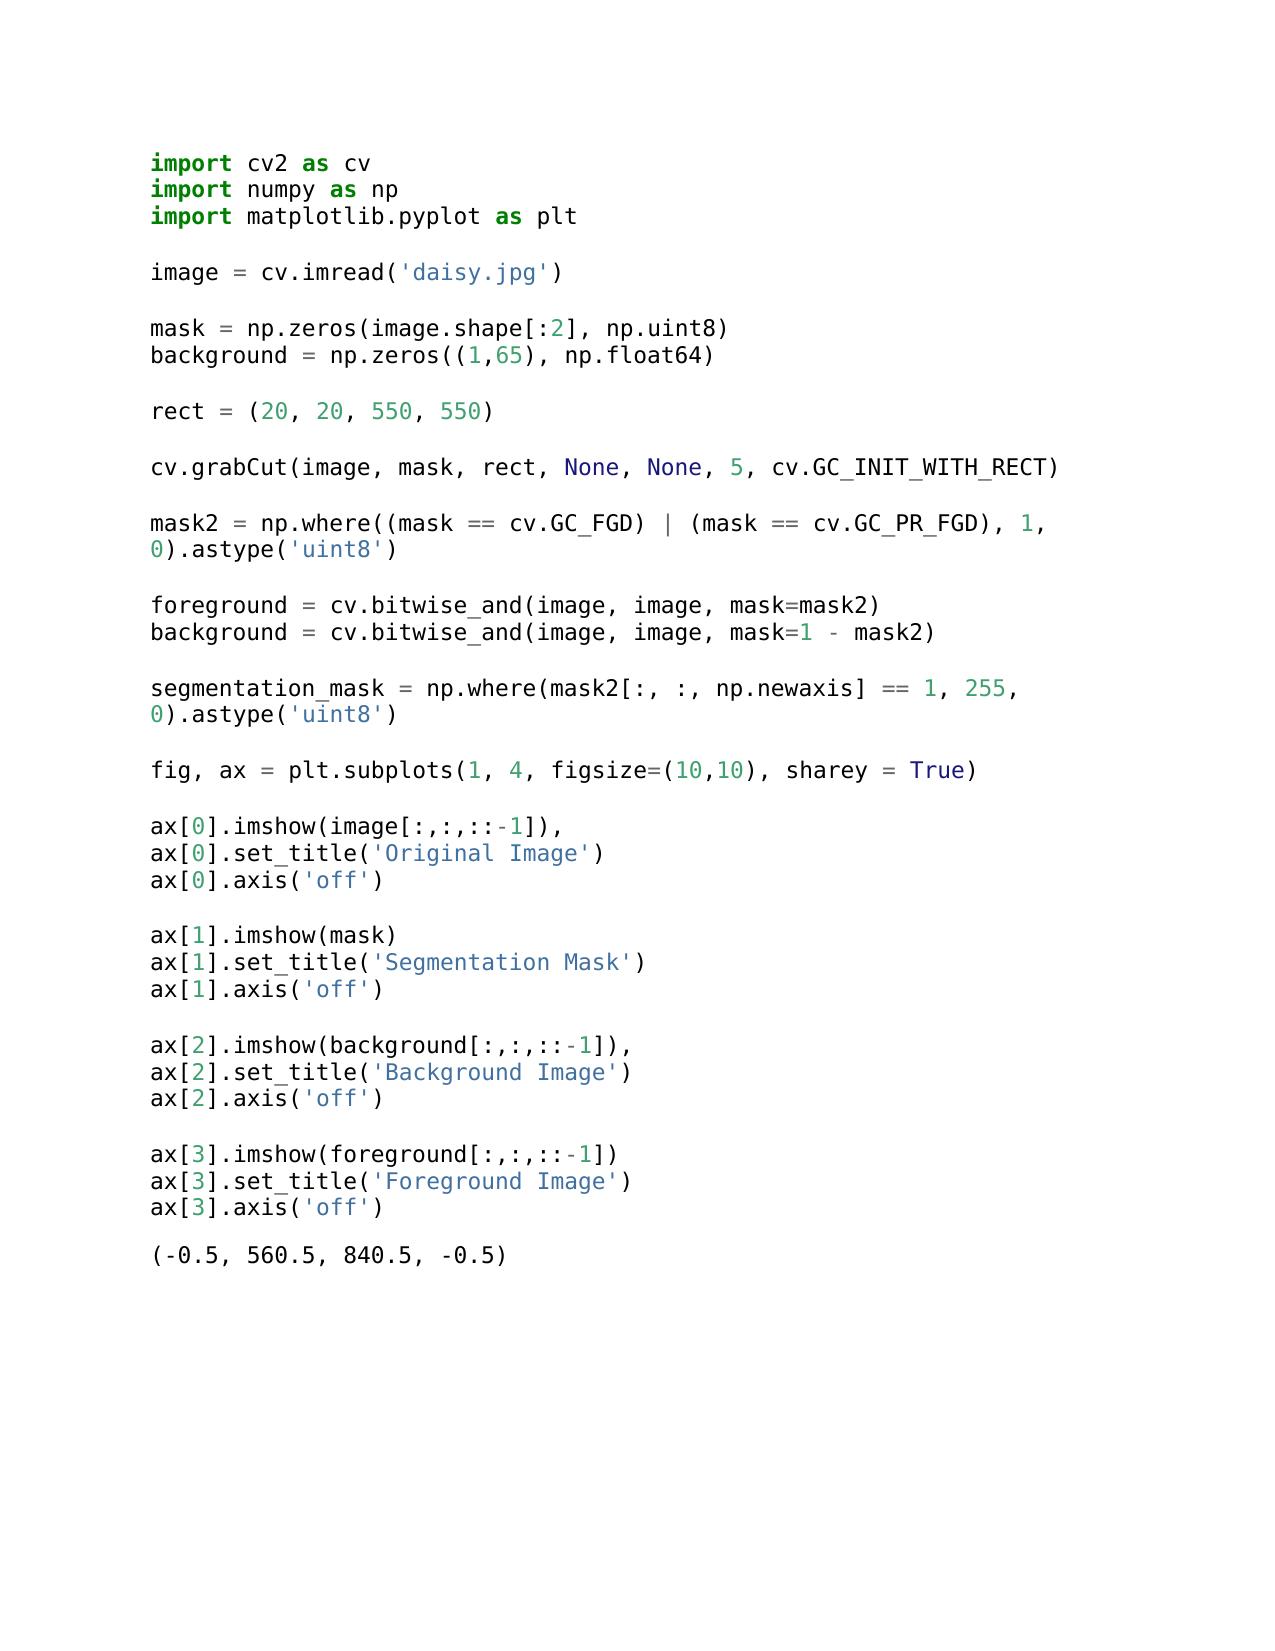 import cv2 as cv
import numpy as np
import matplotlib.pyplot as plt
image = cv.imread('daisy.jpg')
mask = np.zeros(image.shape[:2], np.uint8)
background = np.zeros((1,65), np.float64)
rect = (20, 20, 550, 550)
cv.grabCut(image, mask, rect, None, None, 5, cv.GC_INIT_WITH_RECT)
mask2 = np.where((mask == cv.GC_FGD) | (mask == cv.GC_PR_FGD), 1,
0).astype('uint8')
foreground = cv.bitwise_and(image, image, mask=mask2)
background = cv.bitwise_and(image, image, mask=1 - mask2)
segmentation_mask = np.where(mask2[:, :, np.newaxis] == 1, 255,
0).astype('uint8')
fig, ax = plt.subplots(1, 4, figsize=(10,10), sharey = True)
ax[0].imshow(image[:,:,::-1]),
ax[0].set_title('Original Image')
ax[0].axis('off')
ax[1].imshow(mask)
ax[1].set_title('Segmentation Mask')
ax[1].axis('off')
ax[2].imshow(background[:,:,::-1]),
ax[2].set_title('Background Image')
ax[2].axis('off')
ax[3].imshow(foreground[:,:,::-1])
ax[3].set_title('Foreground Image')
ax[3].axis('off')
(-0.5, 560.5, 840.5, -0.5)